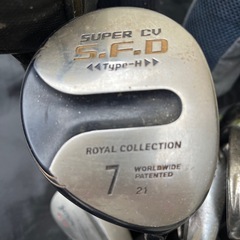 SUPER CV
S.F.D
◄◄Type-H►►
ROYAL COLLECTION
7
WORLDWIDE
PATENTED
21